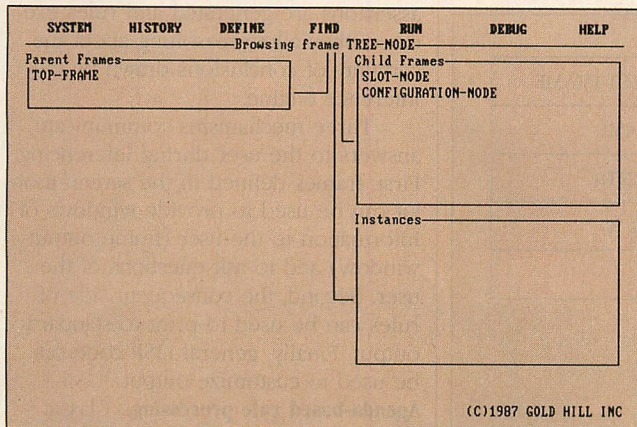 SYSTEM HISTORY DEFINE FIND RUN DEBUG HELP
Browsing frame TREE-NODE
Parent Frames
TOP-FRAME
Child Frames
SLOT-NODE
CONFIGURATION-NODE
Instances
(C)1987 GOLD HILL INC